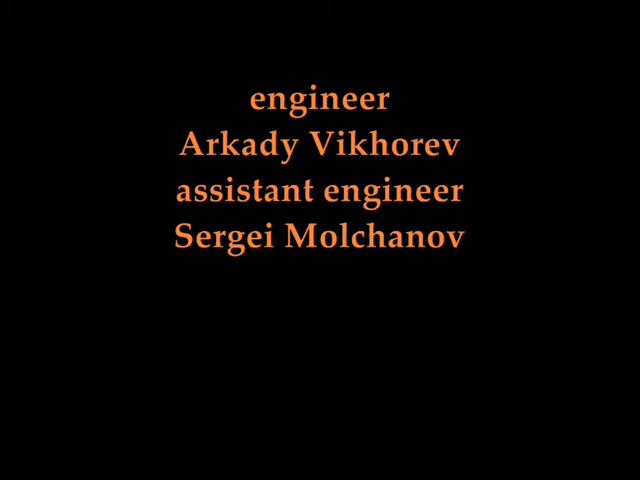 engineer
Arkady Vikhorev
assistant engineer
Sergei Molchanov